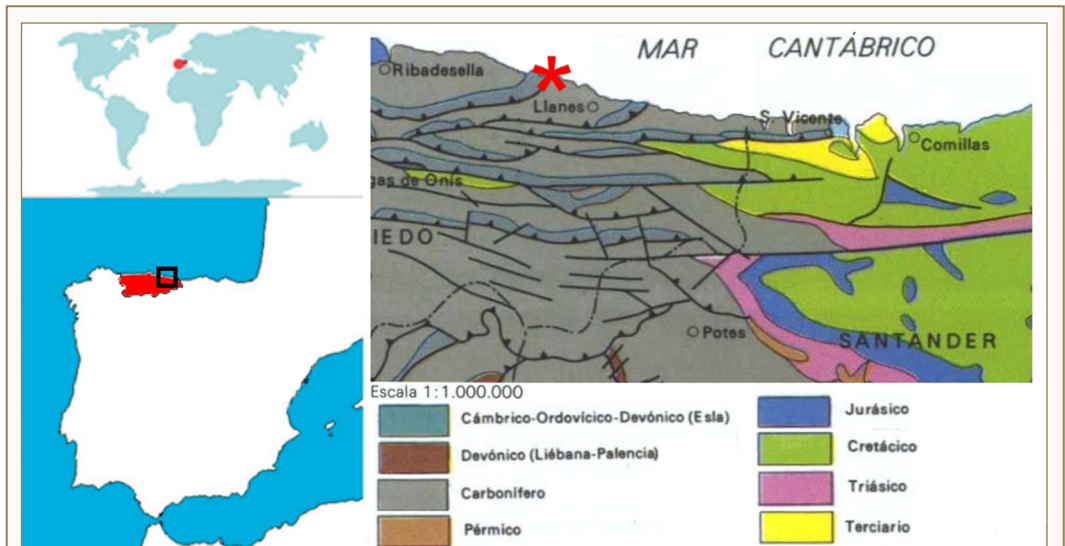 MAR CANTÁBRICO
Ribadesella
Llanes
S. Vicente
Comillas
gas de Onís
IEDO
Potes
SANTANDER
Escala 1:1.000.000
Cámbrico-Ordovícico-Devónico (Esla)
Devónico (Liébana-Palencia)
Carbonífero
Pérmico
Jurásico
Cretácico
Triásico
Terciario